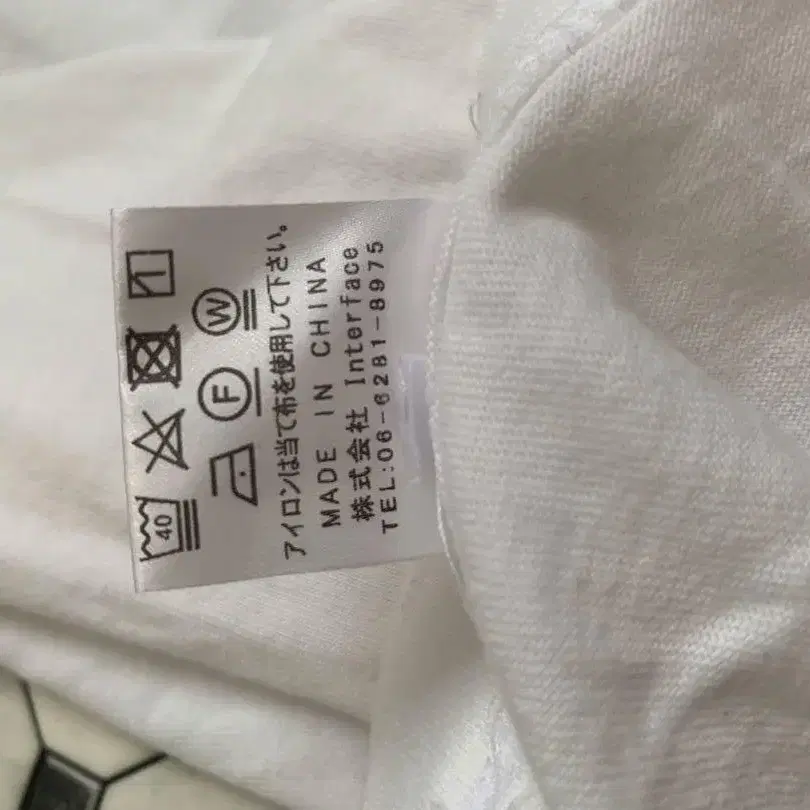 40
F W
アイロンは当て布を使用して下さい。
MADE IN CHINA
株式会社 Interface
TEL:06-6281-8975